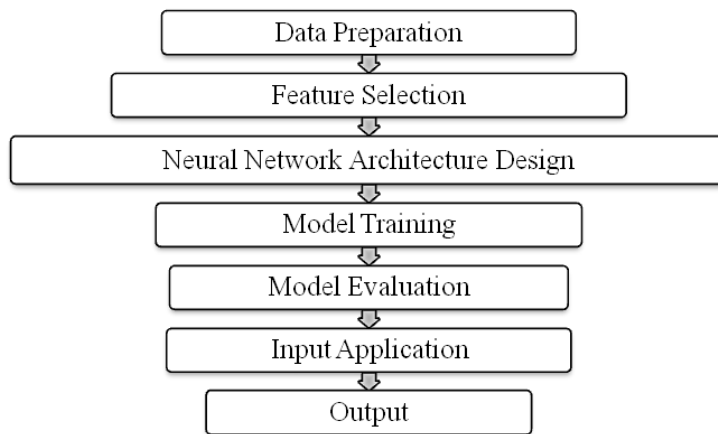 Data Preparation
Feature Selection
Neural Network Architecture Design
Model Training
Model Evaluation
Input Application
Output